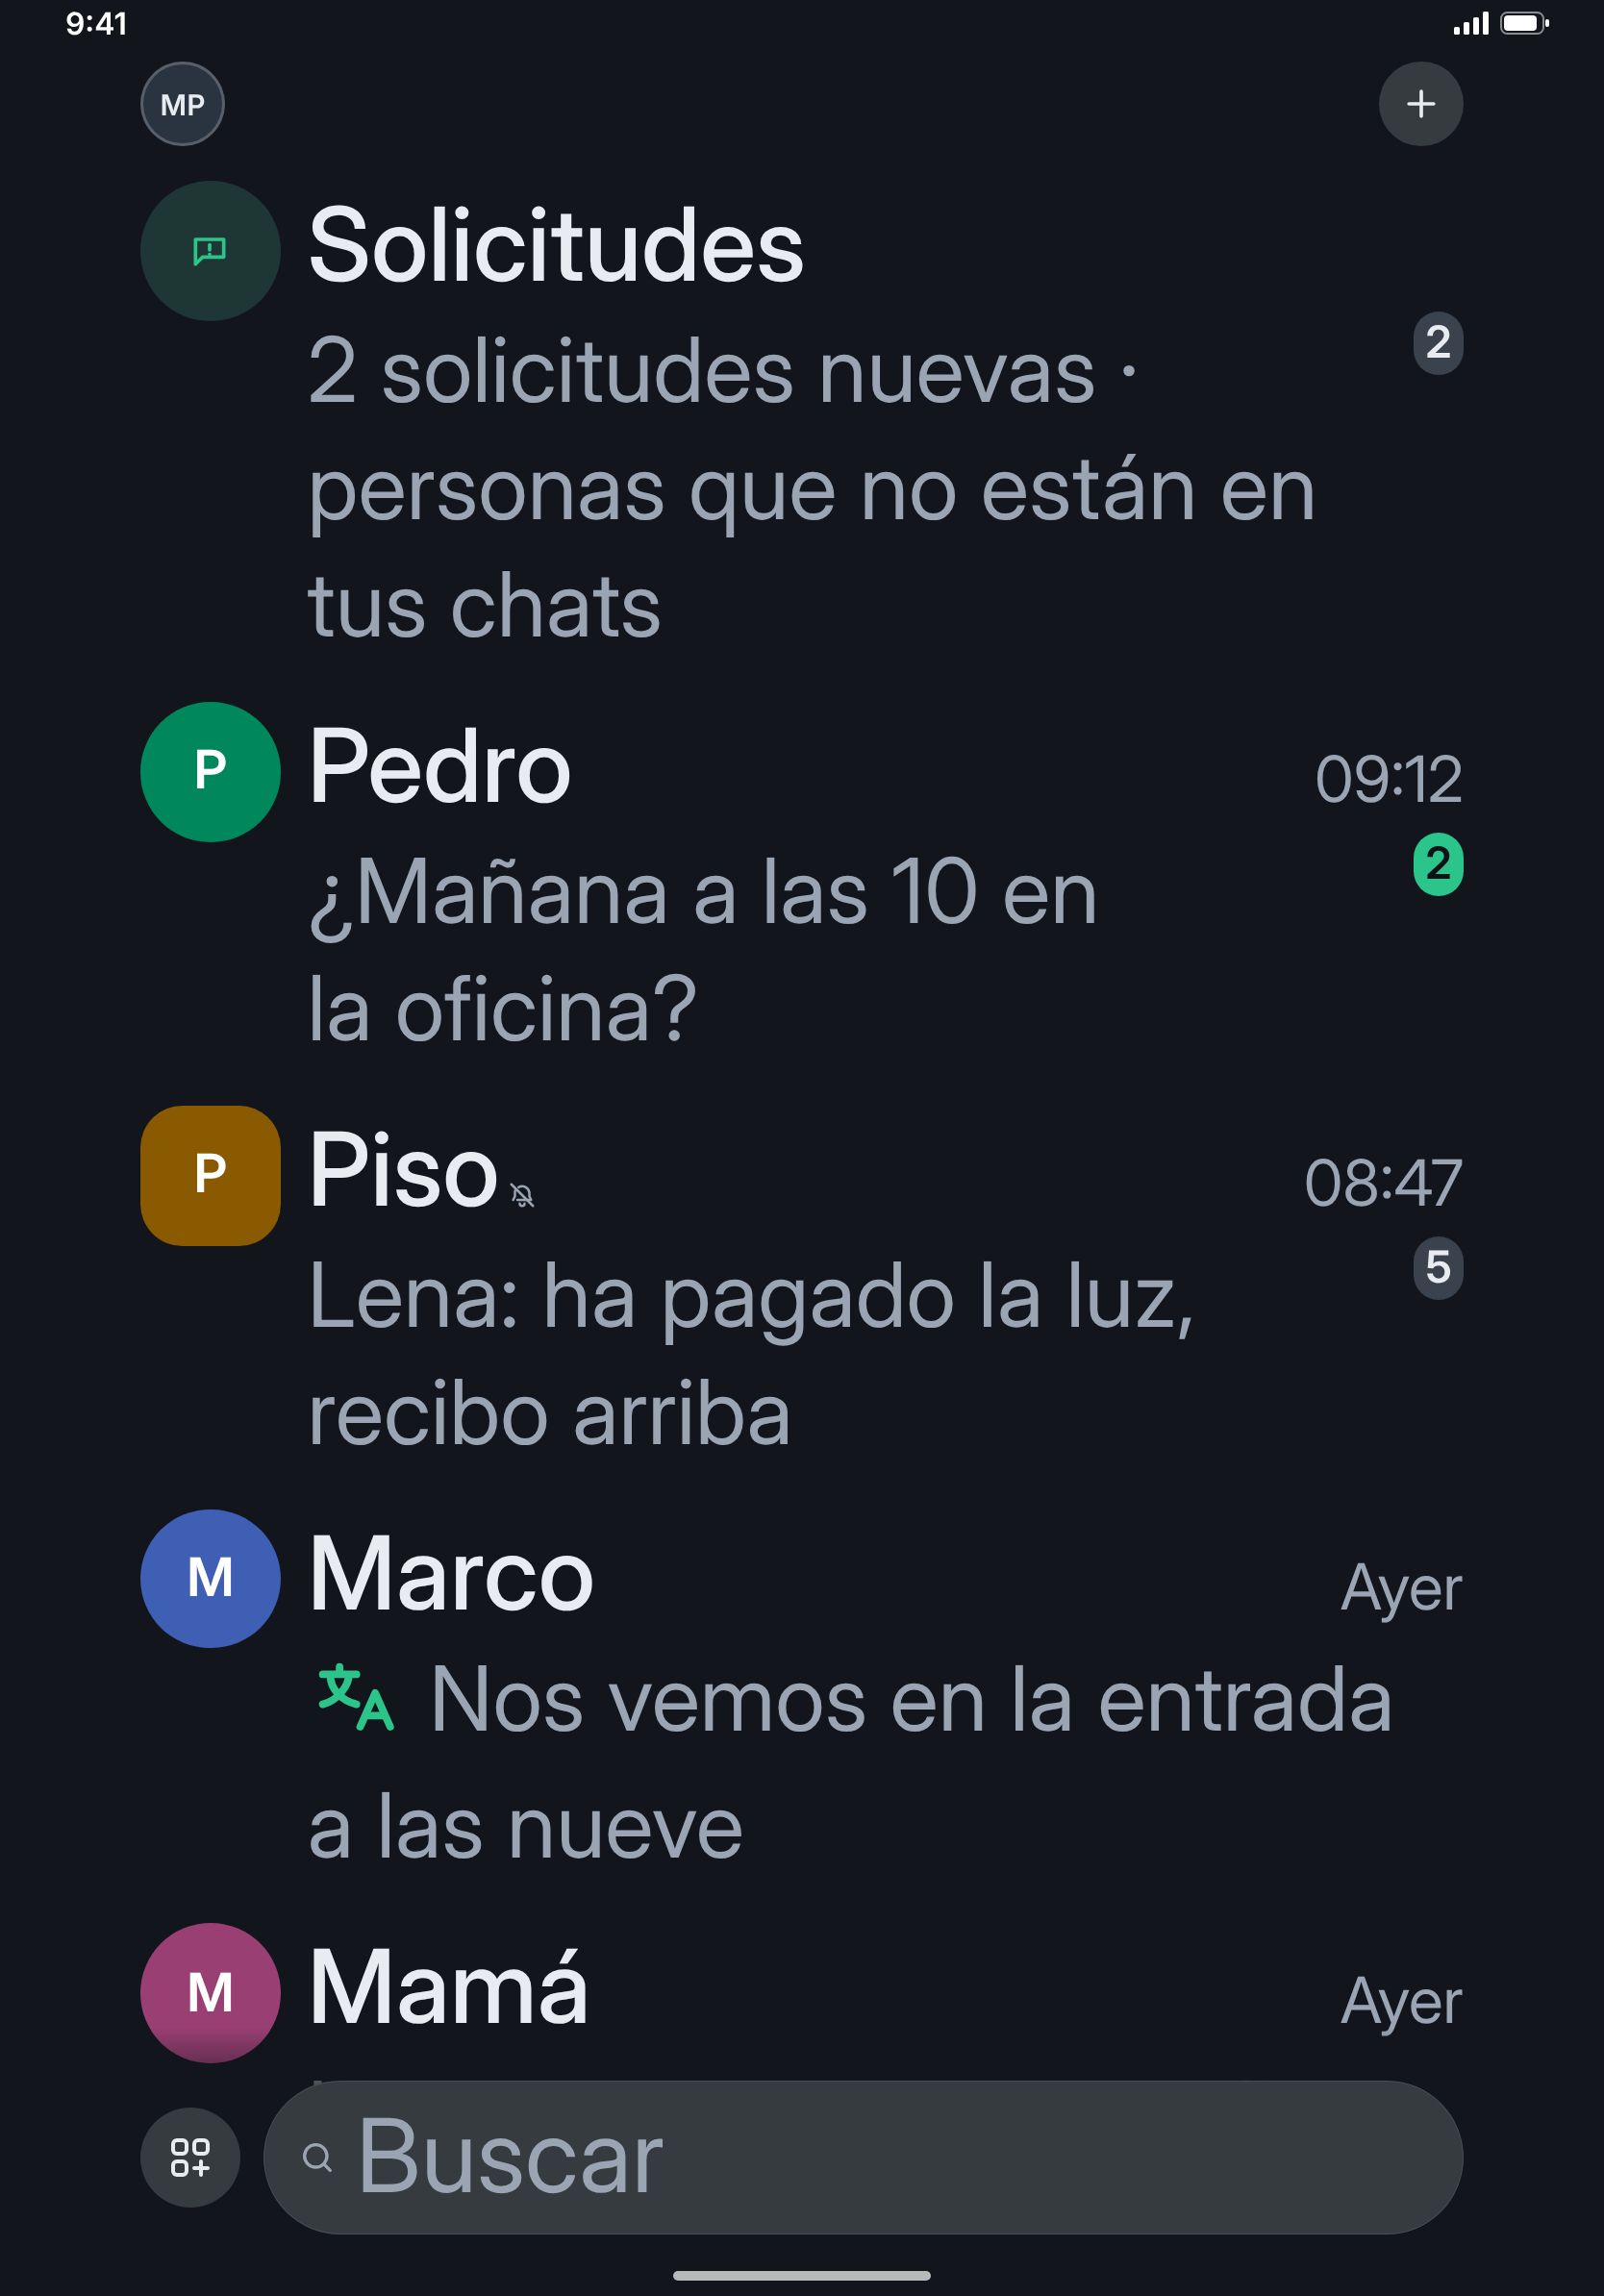 9:41
MP
Solicitudes
2 solicitudes nuevas ·
2
personas que no están en
tus chats
P
Pedro
09:12
¿Mañana a las 10 en
2
la oficina?
P
Piso
08:47
Lena: ha pagado la luz,
5
recibo arriba
M
Marco
Ayer
Nos vemos en la entrada
a las nueve
M
Mamá
Ayer
Buscar